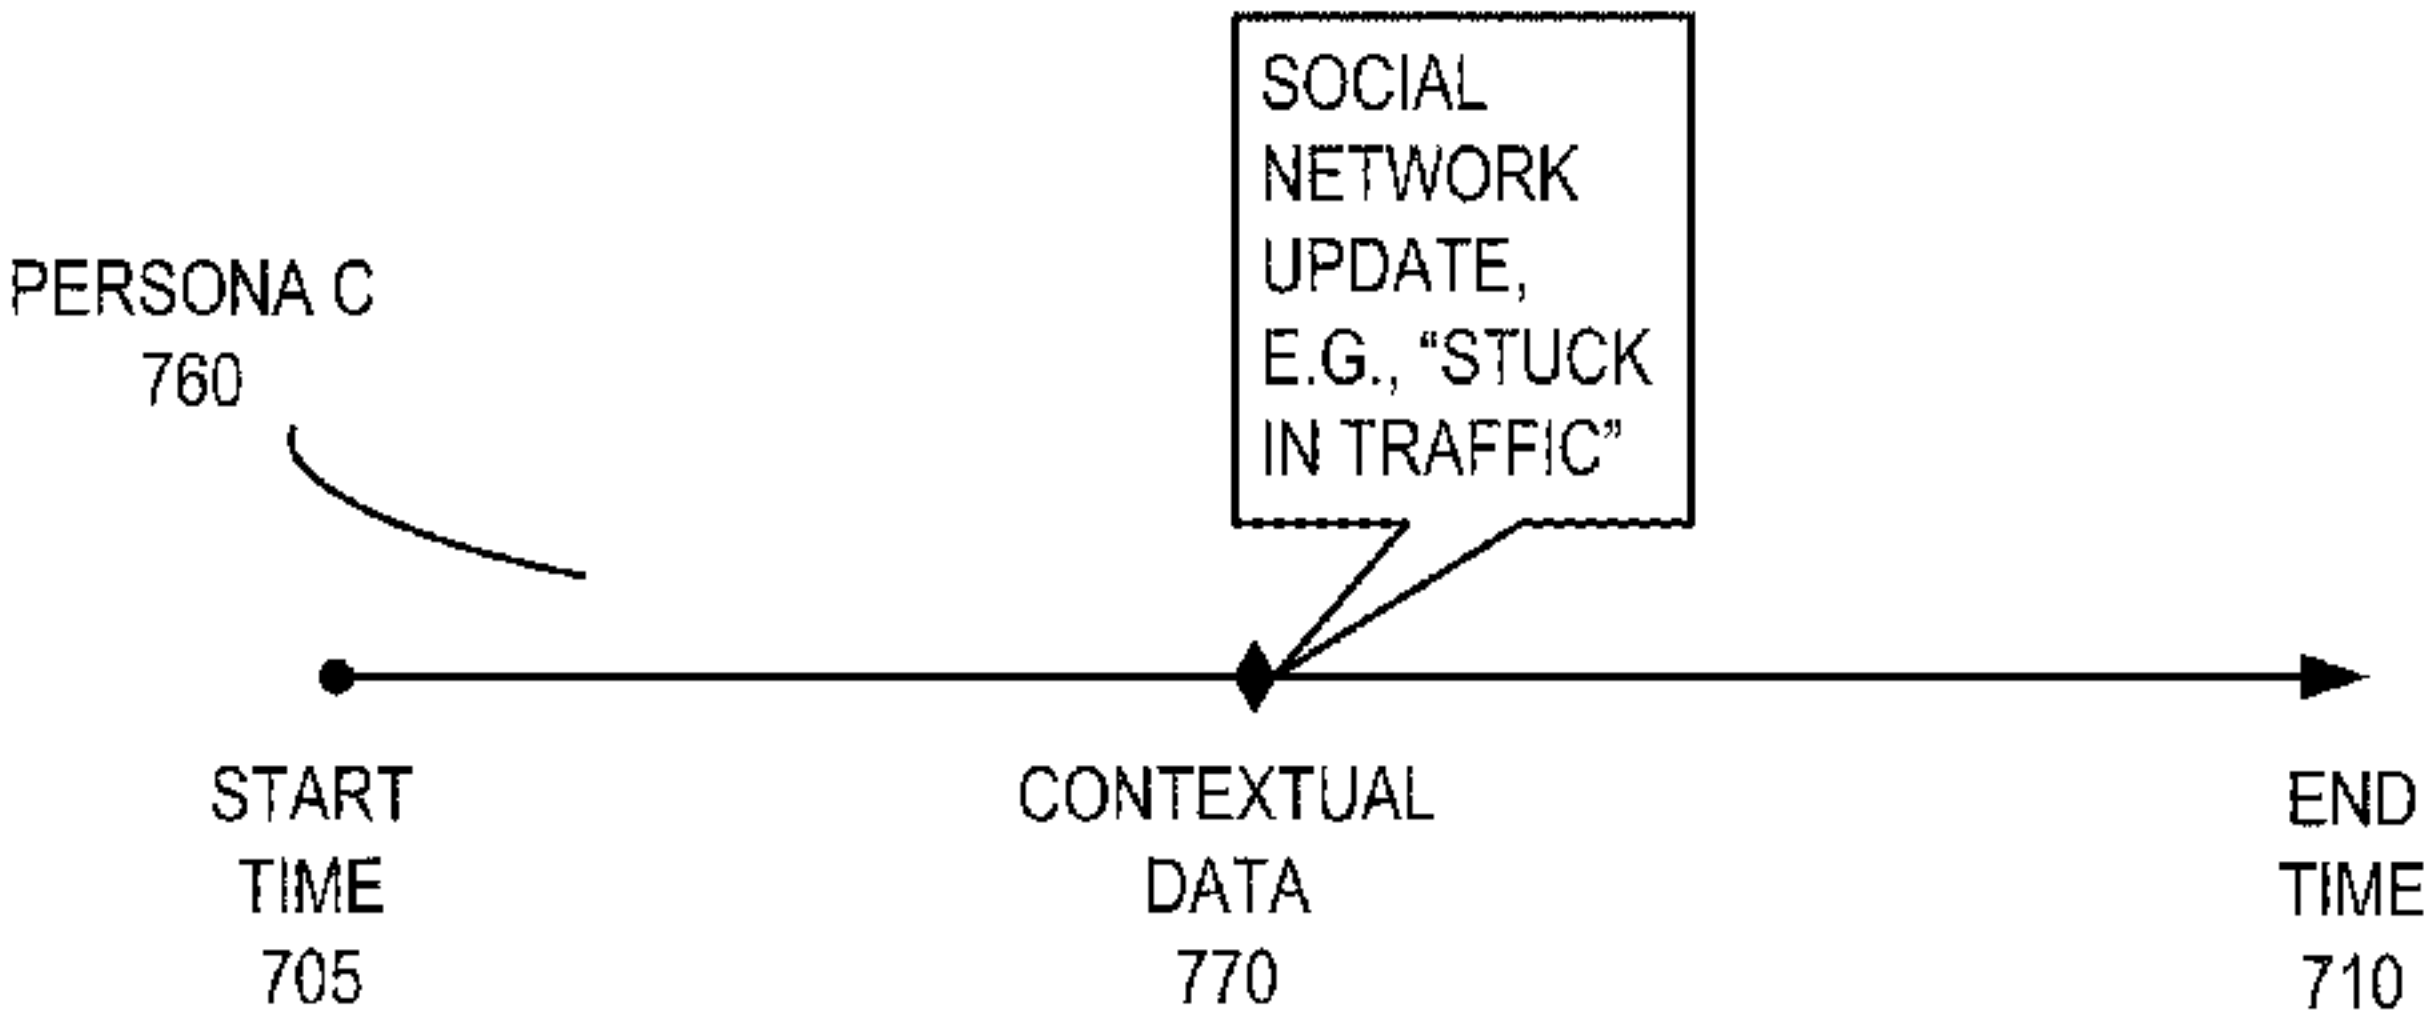 SOCIAL
NETWORK
UPDATE,
E.G., “STUCK
IN TRAFFIC”
PERSONA C
760
START
TIME
705
CONTEXTUAL
DATA
770
END
TIME
710